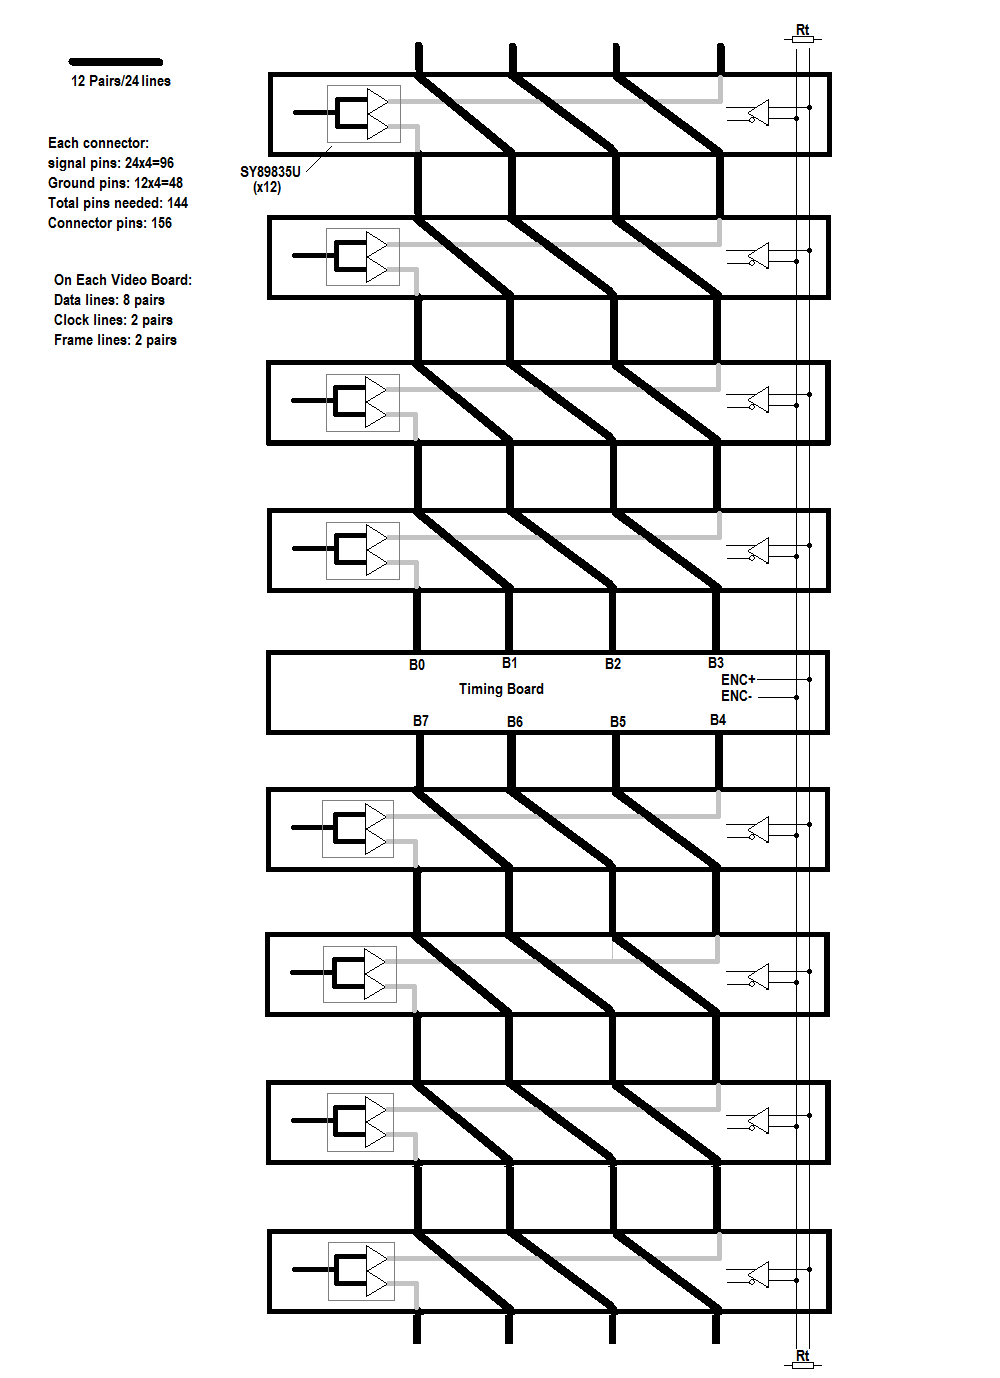 Rt
12 Pairs/24 lines
Each connector:
signal pins: 24x4=96
Ground pins: 12x4=48
Total pins needed: 144
Connector pins: 156
SY89835U
(x12)
On Each Video Board:
Data lines: 8 pairs
Clock lines: 2 pairs
Frame lines: 2 pairs
B0 B1 B2 B3
Timing Board
ENC+
ENC-
B7 B6 B5 B4
Rt